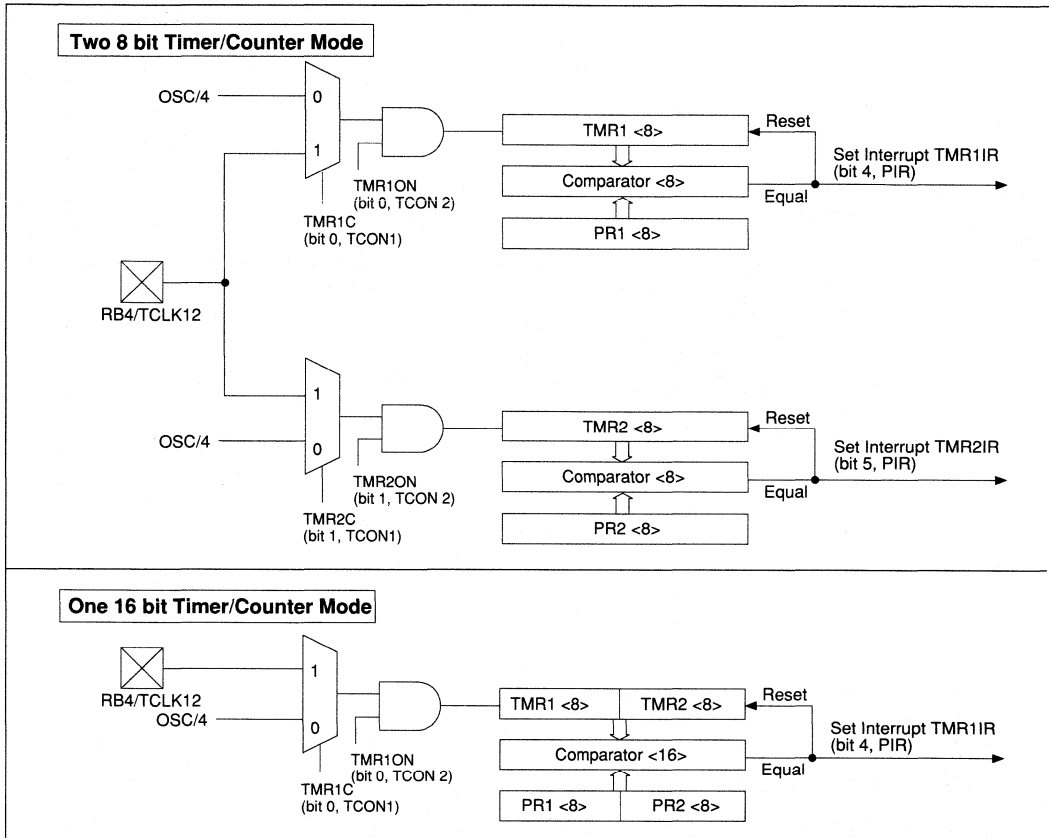 Two 8 bit Timer/Counter Mode
OSC/4
0
1
TMR1ON
(bit 0, TCON 2)
TMR1C
(bit 0, TCON1)
TMR1 <8>
Comparator <8>
PR1 <8>
Reset
Equal
Set Interrupt TMR1IR
(bit 4, PIR)
RB4/TCLK12
1
OSC/4
0
TMR2ON
(bit 1, TCON 2)
TMR2C
(bit 1, TCON1)
TMR2 <8>
Comparator <8>
PR2 <8>
Reset
Equal
Set Interrupt TMR2IR
(bit 5, PIR)
One 16 bit Timer/Counter Mode
RB4/TCLK12
1
OSC/4
0
TMR1ON
(bit 0, TCON 2)
TMR1C
(bit 0, TCON1)
TMR1 <8> TMR2 <8>
Comparator <16>
PR1 <8> PR2 <8>
Reset
Equal
Set Interrupt TMR1IR
(bit 4, PIR)